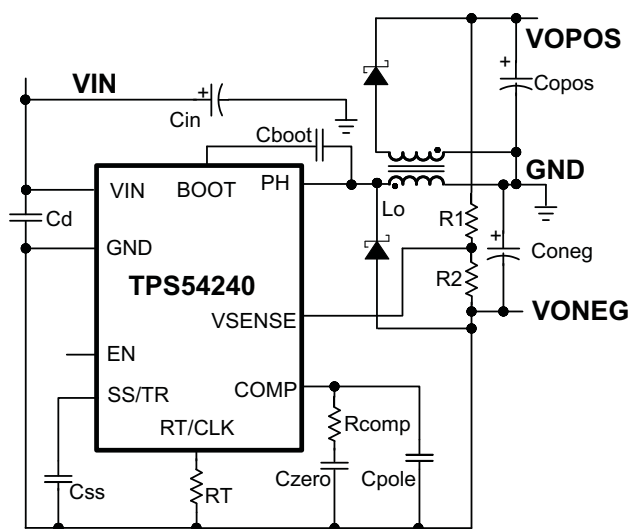 VOPOS
VIN
+
Copos
+
Cin
Cboot
GND
VIN
BOOT
PH
Lo
R1
+
Cd
GND
Coneg
R2
TPS54240
VONEG
VSENSE
EN
COMP
SS/TR
RT/CLK
Rcomp
Css
RT
Czero
Cpole